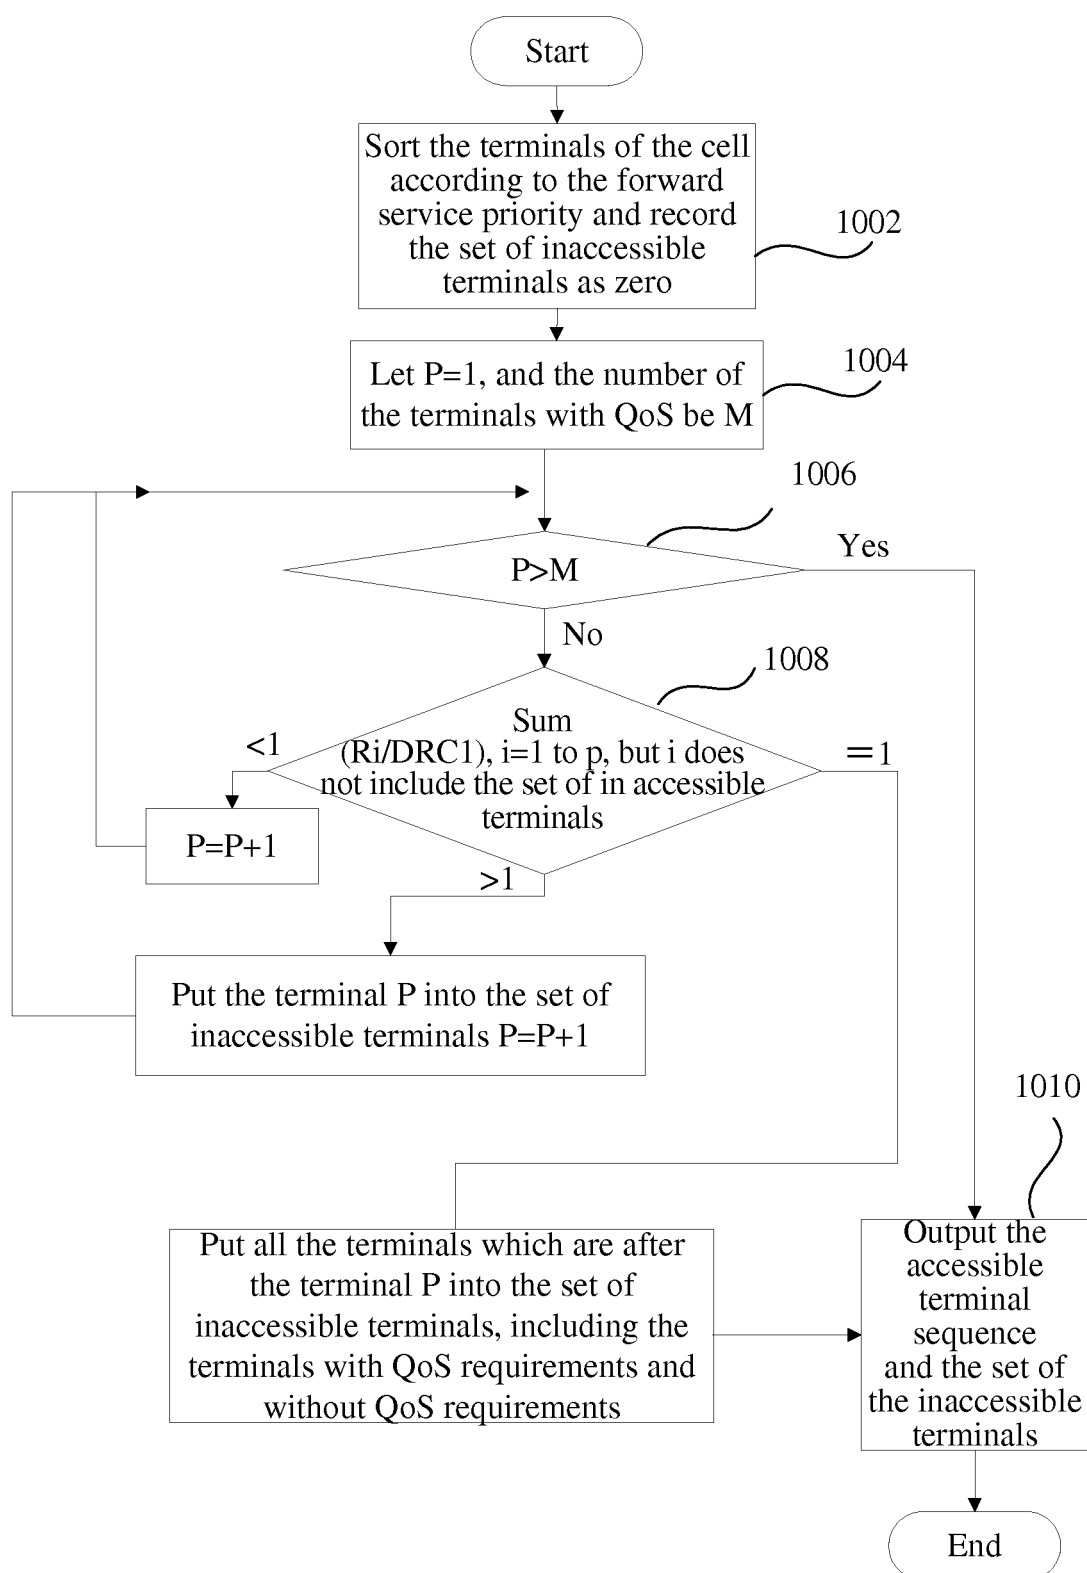 Start
Sort the terminals of the cell
according to the forward
service priority and record
the set of inaccessible
terminals as zero
1002
Let P=1, and the number of
the terminals with QoS be M
1004
1006
P>M
Yes
No
1008
Sum
(Ri/DRC1), i=1 to p, but i does
not include the set of in accessible
terminals
<1
=1
P=P+1
>1
Put the terminal P into the set of
inaccessible terminals P=P+1
1010
Put all the terminals which are after
the terminal P into the set of
inaccessible terminals, including the
terminals with QoS requirements and
without QoS requirements
Output the
accessible
terminal
sequence
and the set of
the inaccessible
terminals
End